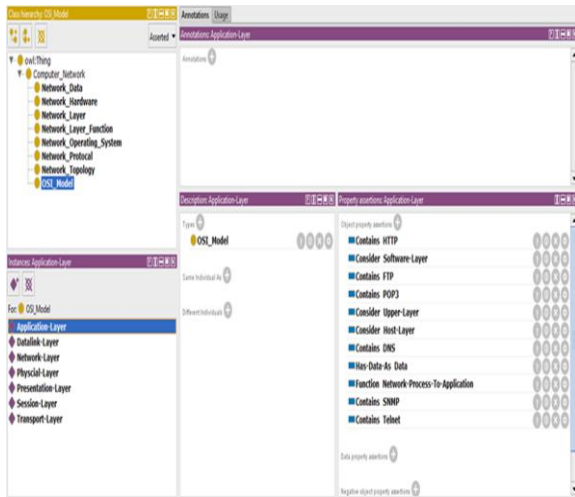 Class hierarchy: OSI_Model
Asserted
owl:Thing
Computer_Network
Network_Data
Network_Hardware
Network_Layer
Network_Layer_Function
Network_Operating_System
Network_Protocal
Network_Topology
OSI_Model
Instances: Application-Layer
For: OSI_Model
Application-Layer
Datalink-Layer
Network-Layer
Physcial-Layer
Presentation-Layer
Session-Layer
Transport-Layer
Annotations Usage
Annotations: Application-Layer
Annotations
Description: Application-Layer
Types
OSI_Model
Same Individual As
Different Individuals
Property assertions: Application-Layer
Object property assertions
Contains HTTP
Consider Software-Layer
Contains FTP
Contains POP3
Consider Upper-Layer
Consider Host-Layer
Contains DNS
Has-Data-As Data
Function Network-Process-To-Application
Contains SNMP
Contains Telnet
Data property assertions
Negative object property assertions